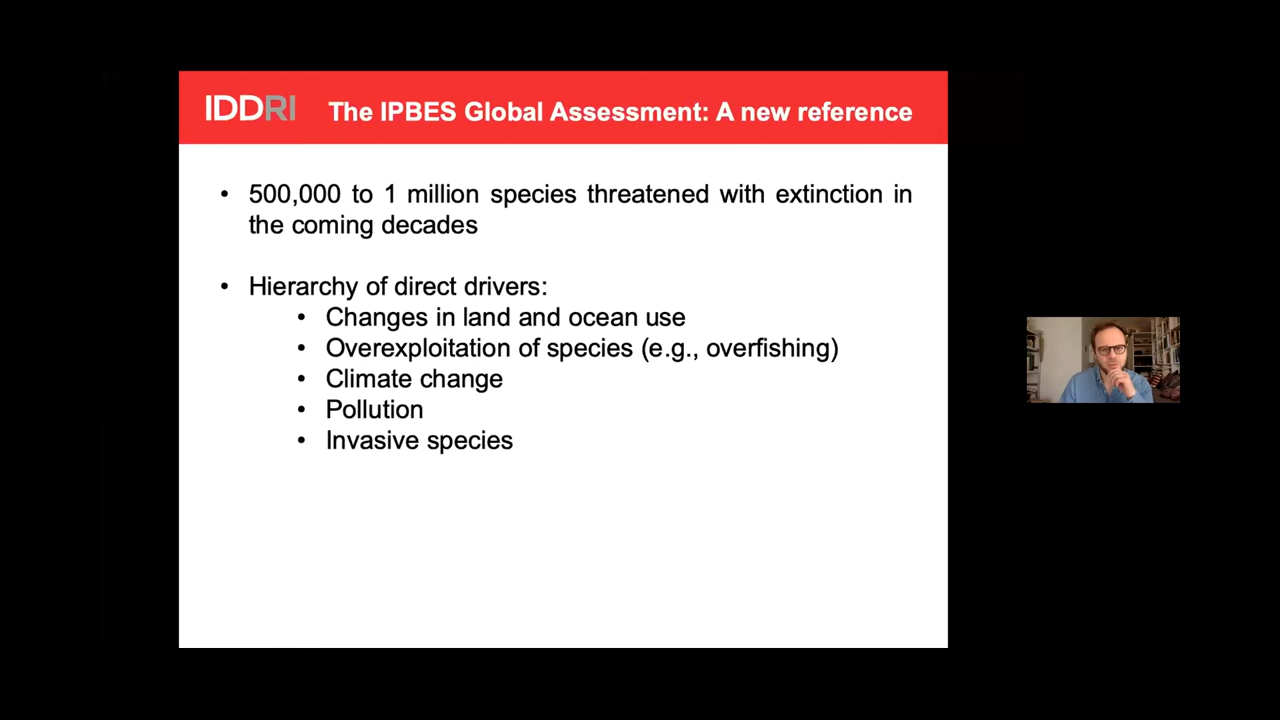 IDDRI
The IPBES Global Assessment: A new reference
• 500,000 to 1 million species threatened with extinction in
the coming decades
• Hierarchy of direct drivers:
• Changes in land and ocean use
• Overexploitation of species (e.g., overfishing)
• Climate change
• Pollution
• Invasive species